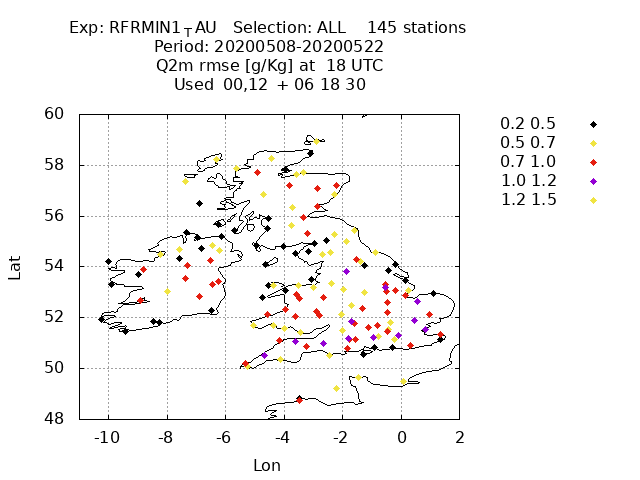 Exp: RFRMIN1_TAU   Selection: ALL    145 stations
Period: 20200508-20200522
Q2m rmse [g/Kg] at  18 UTC
Used  00,12  + 06 18 30
60
58
56
54
52
50
48
Lat
-10 -8 -6 -4 -2 0 2
Lon
0.2 0.5
0.5 0.7
0.7 1.0
1.0 1.2
1.2 1.5